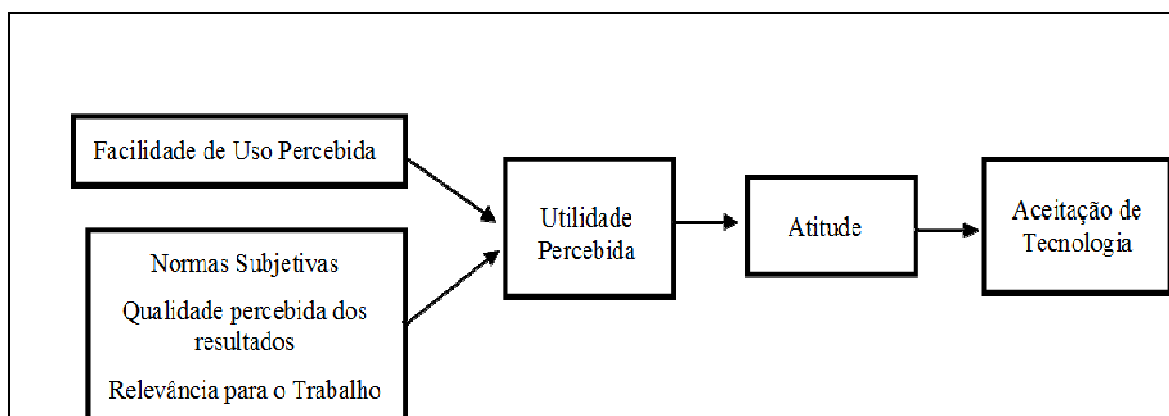 Facilidade de Uso Percebida
Normas Subjetivas
Qualidade percebida dos
resultados
Relevância para o Trabalho
Utilidade
Percebida
Atitude
Aceitação de
Tecnologia